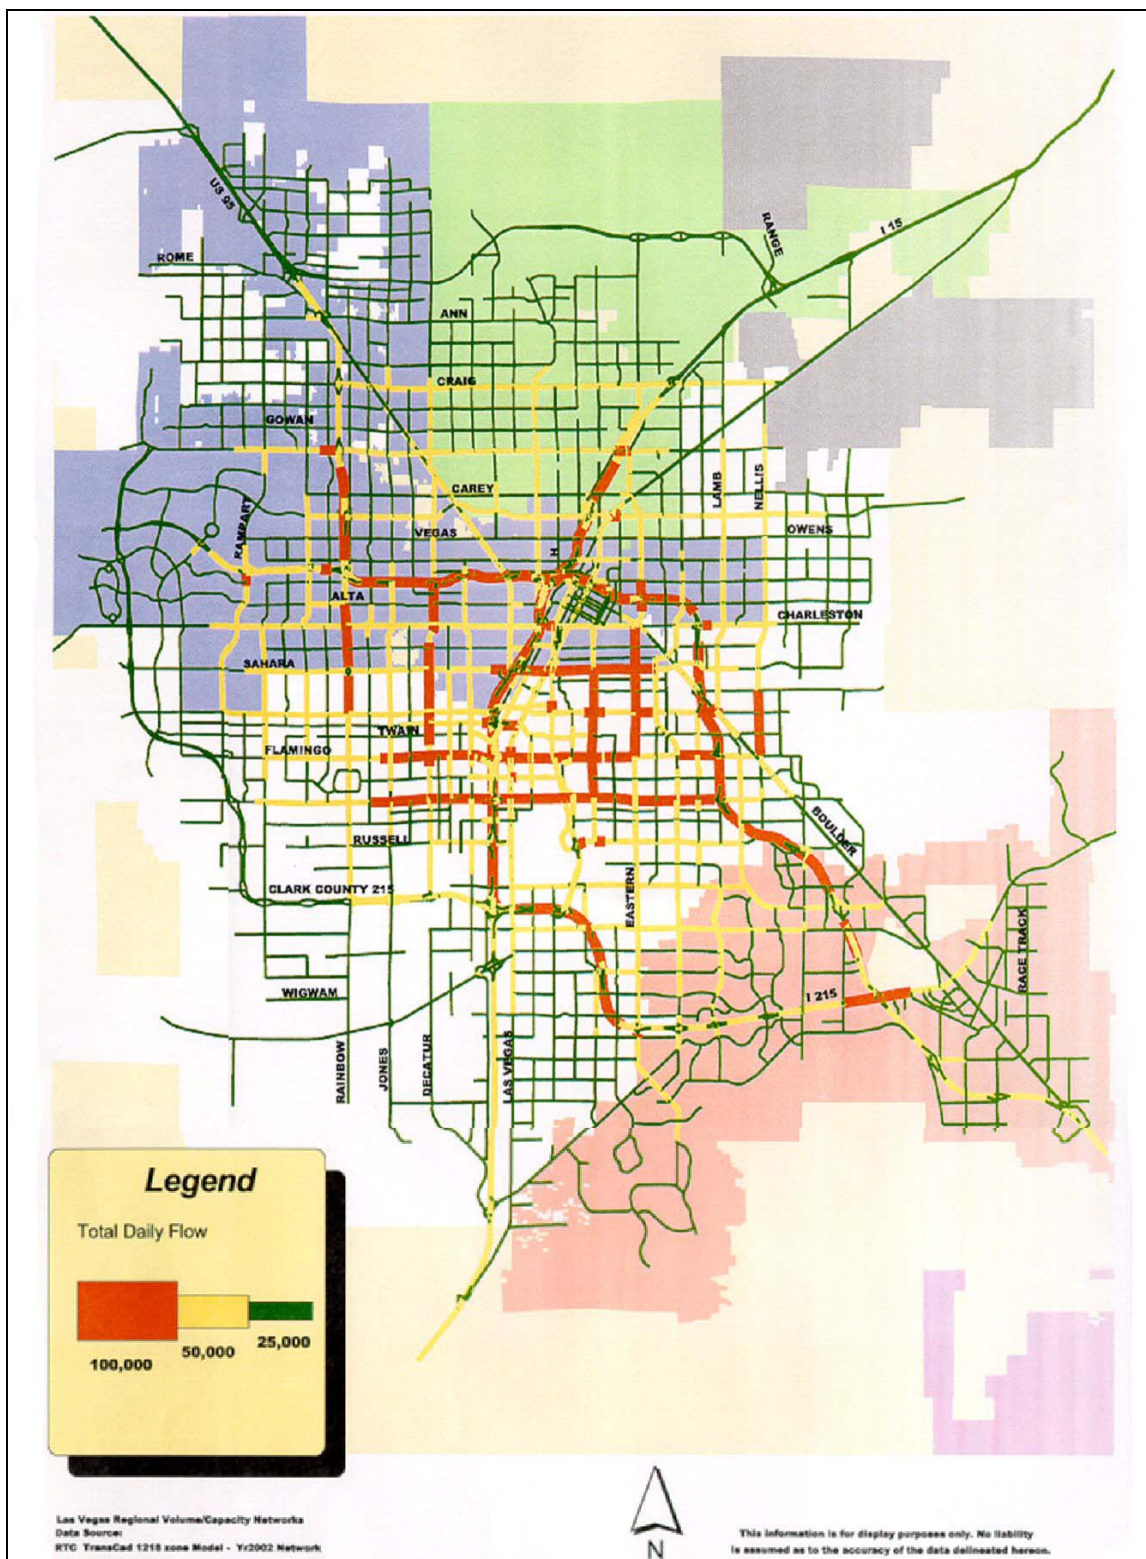 US 95
RANGE
I 15
ROME
ANN
CRAIG
GOWAN
CAREY
LAMB
NELLIS
RAMPART
VEGAS
OWENS
H
ALTA
CHARLESTON
SAHARA
TWAIN
FLAMINGO
BOULDER
RUSSELL
CLARK COUNTY 215
EASTERN
RACE TRACK
WIGWAM
I 215
RAINBOW
JONES
DECATUR
LAS VEGAS
Legend
Total Daily Flow
100,000
50,000
25,000
Las Vegas Regional Volume/Capacity Networks
Data Source:
RTC TransCad 1218 zone Model - Yr2002 Network
N
This information is for display purposes only. No liability
is assumed as to the accuracy of the data delineated hereon.